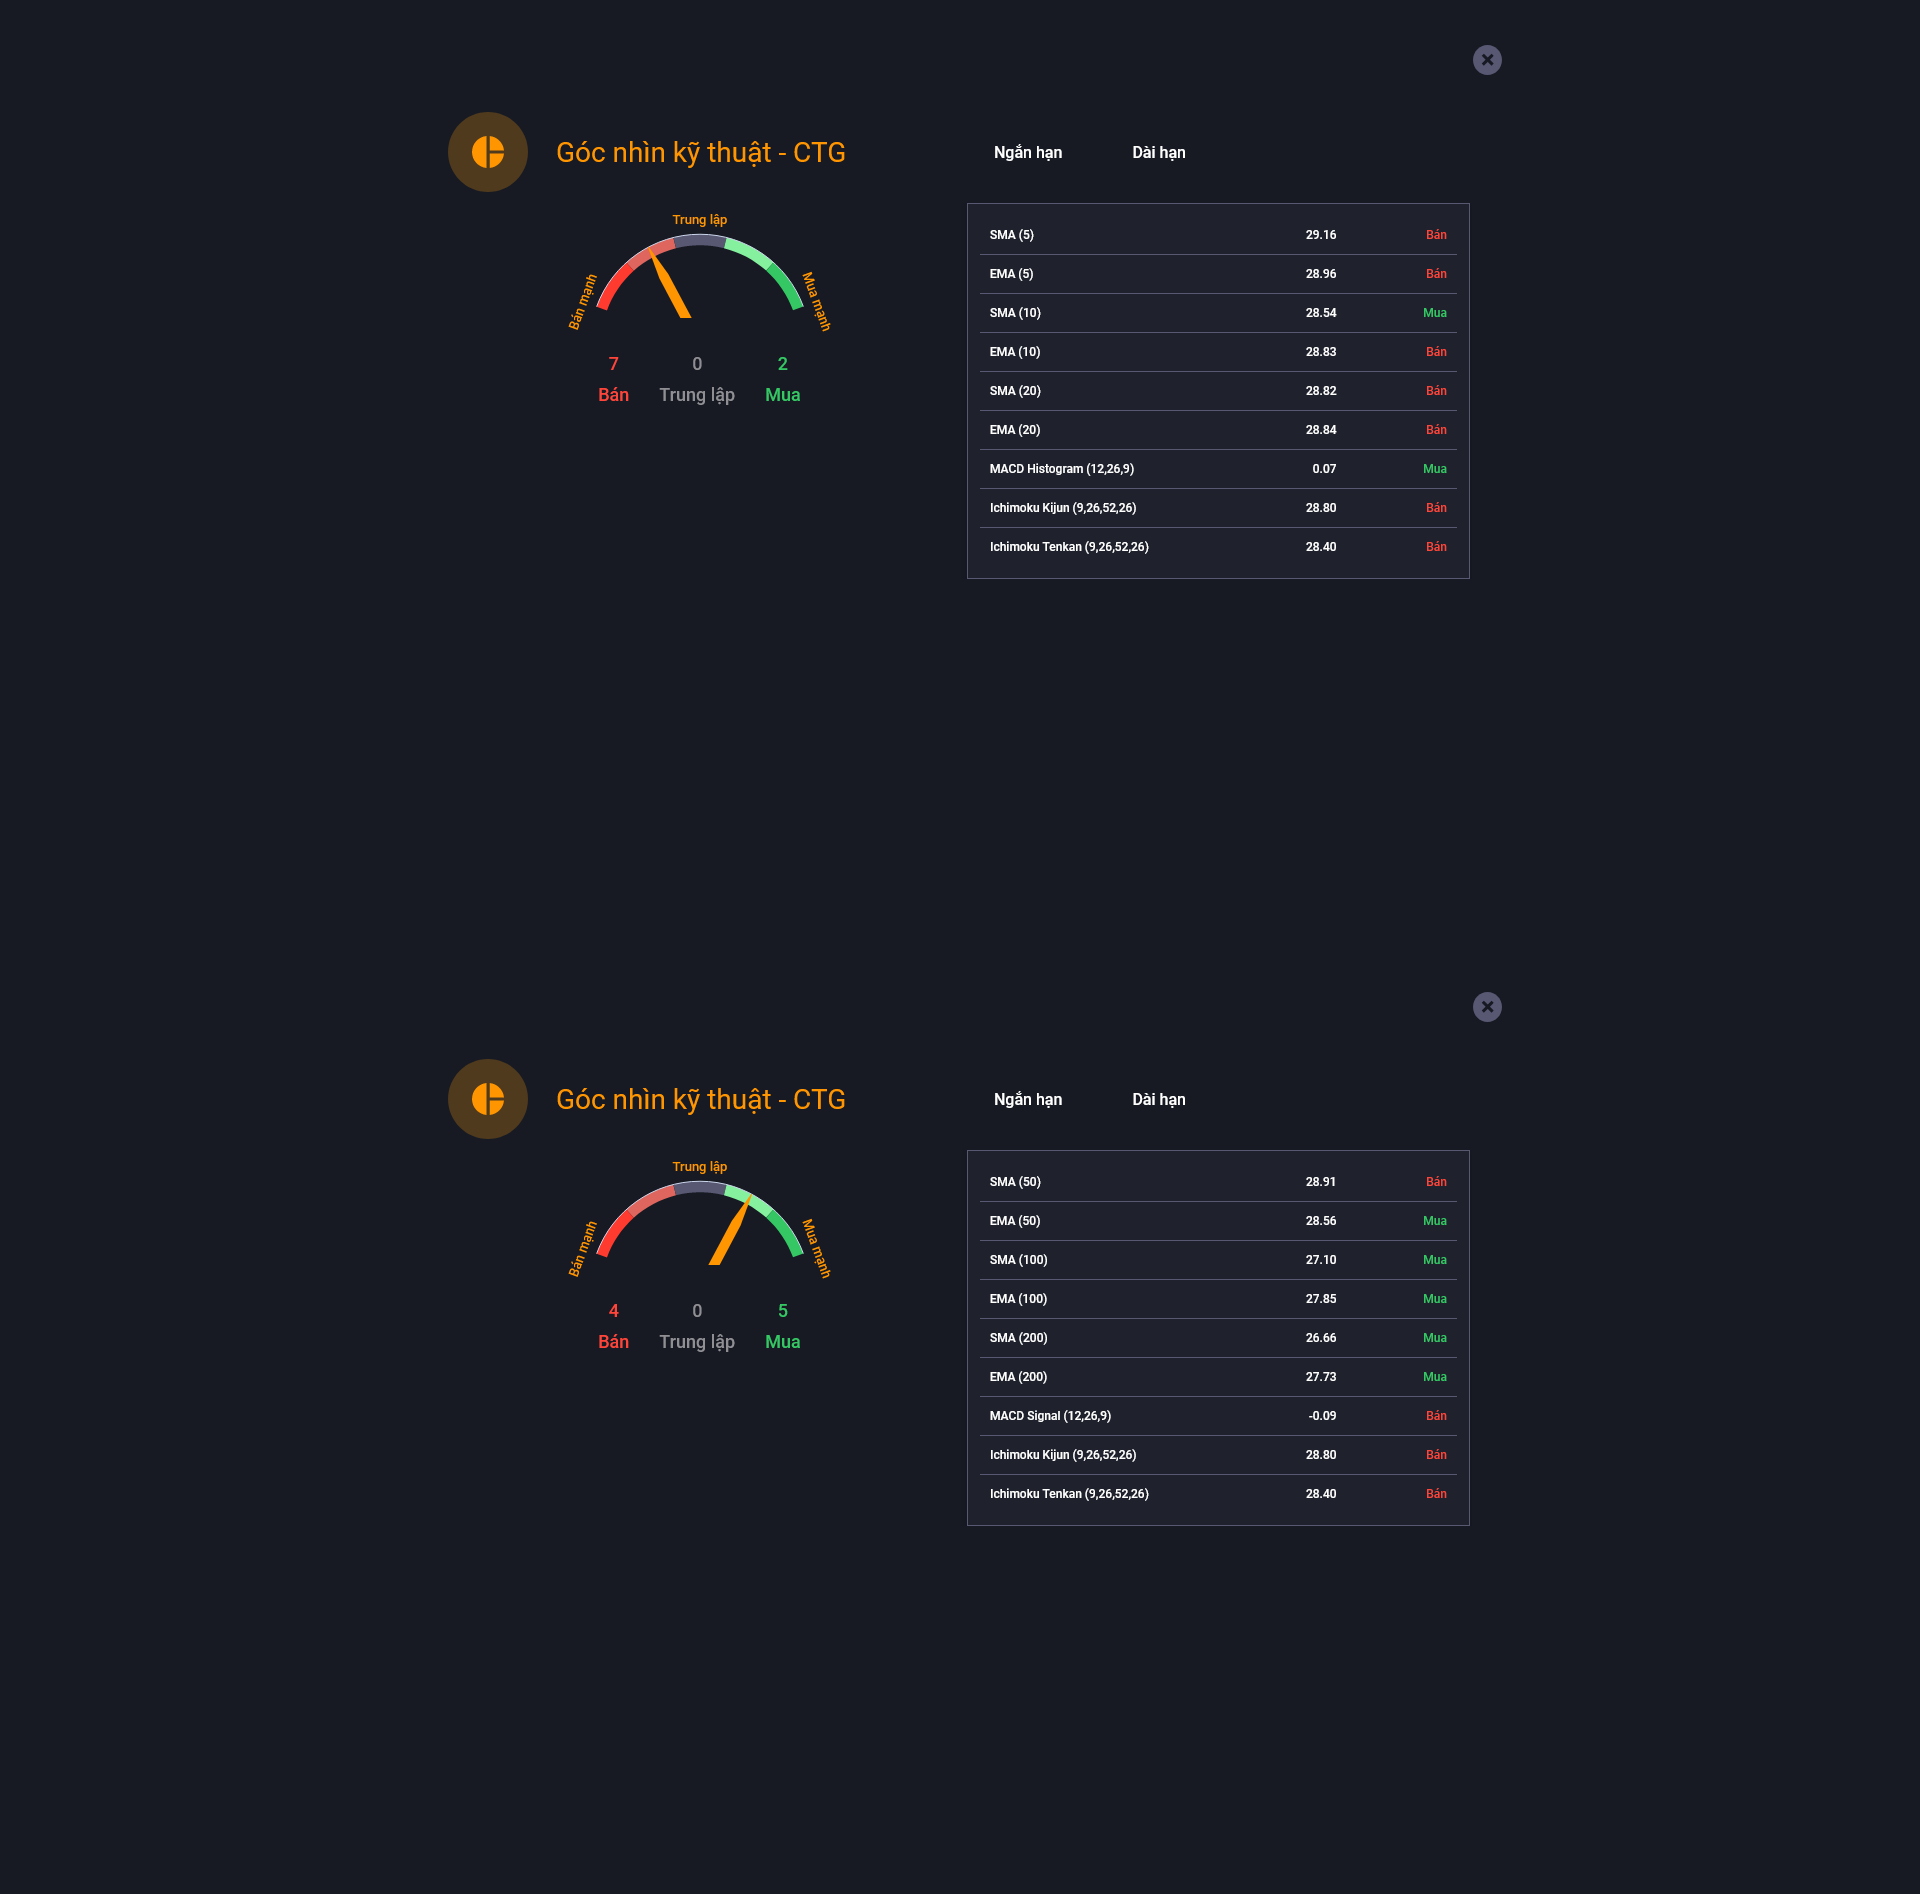 Góc nhìn kỹ thuật - CTG
Trung lập
Bán mạnh
Mua mạnh
7 0 2
Bán Trung lập Mua
Ngắn hạn Dài hạn
SMA (5) 29.16 Bán
EMA (5) 28.96 Bán
SMA (10) 28.54 Mua
EMA (10) 28.83 Bán
SMA (20) 28.82 Bán
EMA (20) 28.84 Bán
MACD Histogram (12,26,9) 0.07 Mua
Ichimoku Kijun (9,26,52,26) 28.80 Bán
Ichimoku Tenkan (9,26,52,26) 28.40 Bán
Góc nhìn kỹ thuật - CTG
Trung lập
Bán mạnh
Mua mạnh
4 0 5
Bán Trung lập Mua
Ngắn hạn Dài hạn
SMA (50) 28.91 Bán
EMA (50) 28.56 Mua
SMA (100) 27.10 Mua
EMA (100) 27.85 Mua
SMA (200) 26.66 Mua
EMA (200) 27.73 Mua
MACD Signal (12,26,9) -0.09 Bán
Ichimoku Kijun (9,26,52,26) 28.80 Bán
Ichimoku Tenkan (9,26,52,26) 28.40 Bán